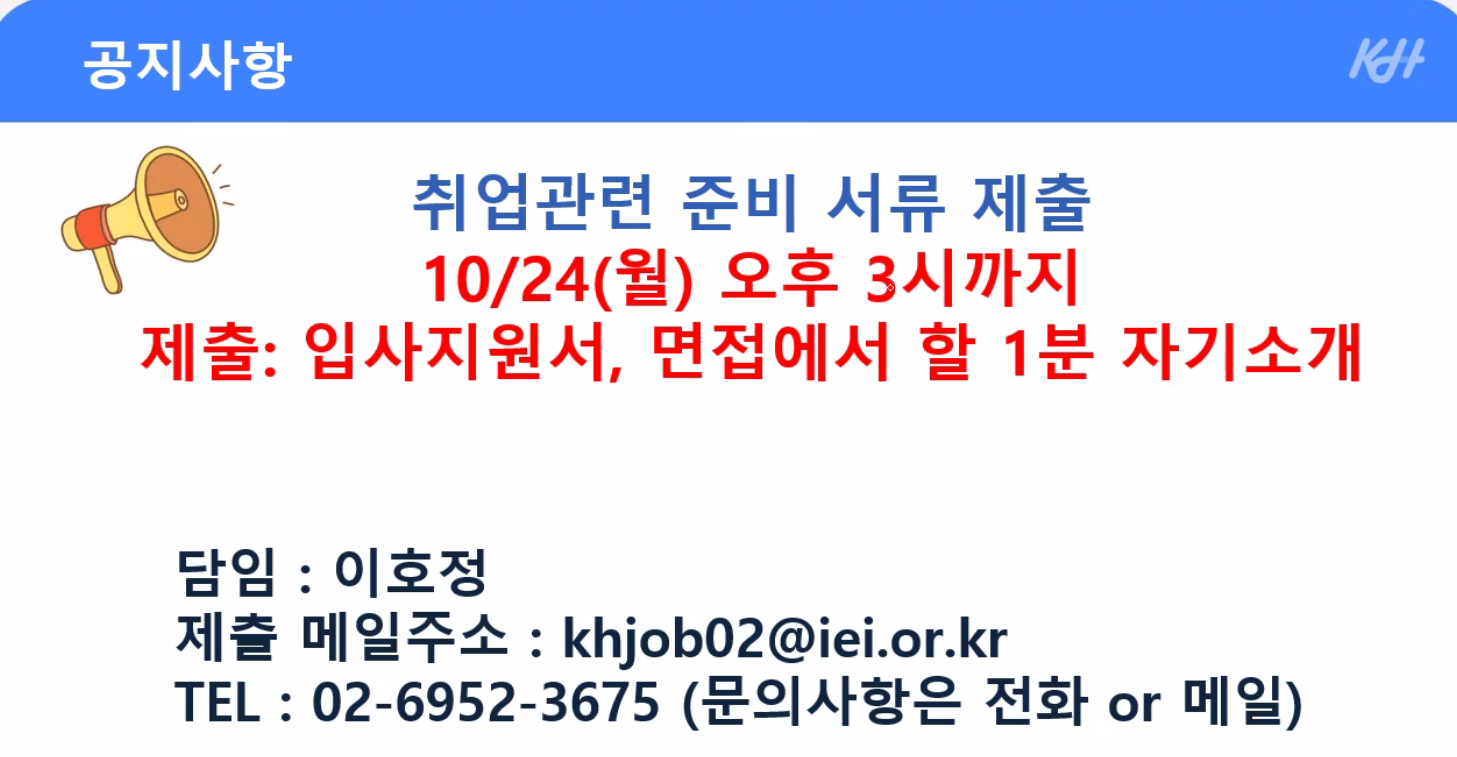 공지사항
KH
취업관련 준비 서류 제출
10/24(월) 오후 3시까지
제출: 입사지원서, 면접에서 할 1분 자기소개
담임 : 이호정
제출 메일주소 : khjob02@iei.or.kr
TEL : 02-6952-3675 (문의사항은 전화 or 메일)